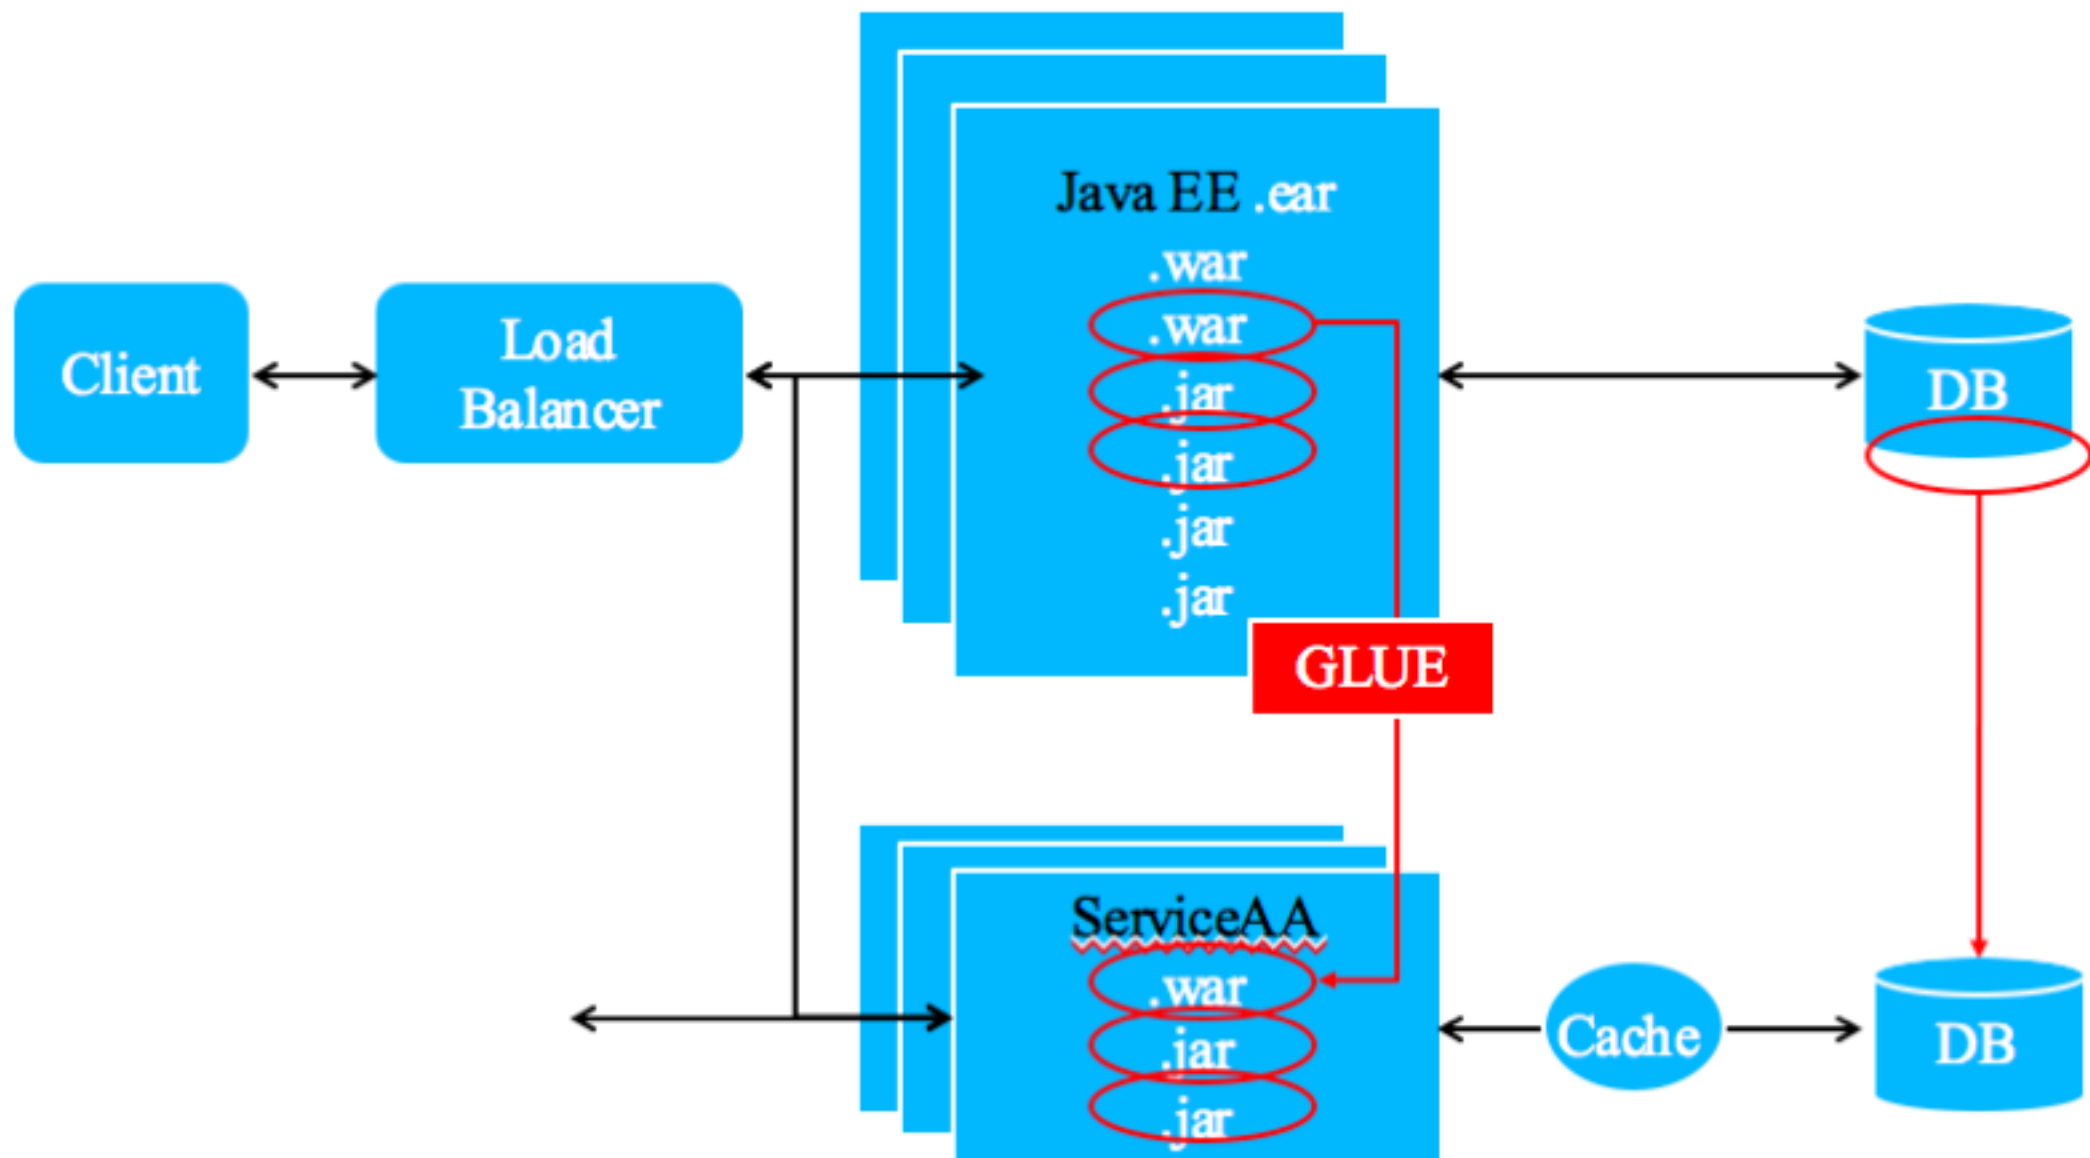 Client
Load
Balancer
Java EE .ear
.war
.war
.jar
.jar
.jar
.jar
DB
GLUE
ServiceAA
.war
.jar
.jar
Cache
DB